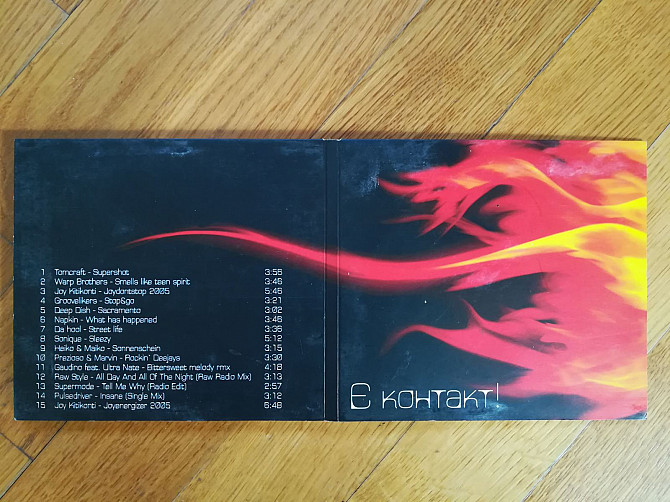 1 Tomcraft - Supershot 3:56
2 Warp Brothers - Smells like teen spirit 3:46
3 Joy Kitikonti - Joydontstop 2005 5:45
4 Groovelikers - Stop&go 3:21
5 Deep Dish - Sacramento 3:02
6 Napkin - What has happened 3:48
7 Da hool - Street life 3:36
8 Sonique - Sleezy 5:12
9 Heiko & Maiko - Sonnenschein 3:15
10 Prezioso & Marvin - Rockin' Deejays 3:30
11 Gaudino feat. Ultra Nate - Bittersweet melody rmx 4:18
12 Raw Style - All Day And All Of The Night (Raw Radio Mix) 3:13
13 Supermode - Tell Me Why (Radio Edit) 2:57
14 Pulsedriver - Insane (Single Mix) 3:12
15 Joy Kitikonti - Joyenergizer 2005 6:48
Є контакт!